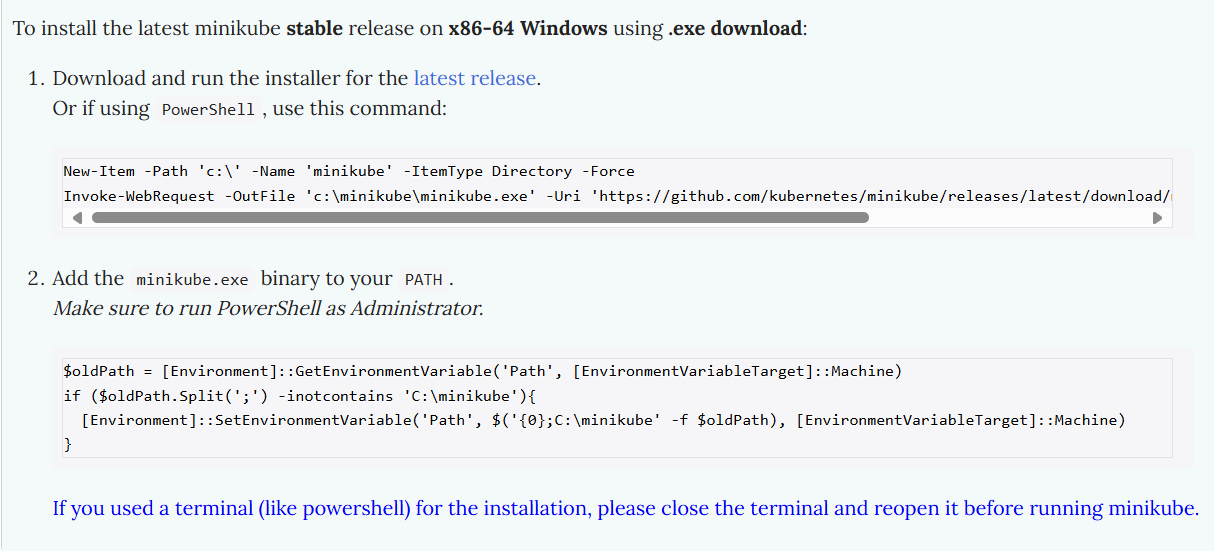 To install the latest minikube stable release on x86-64 Windows using .exe download:
1. Download and run the installer for the latest release.
Or if using PowerShell , use this command:
New-Item -Path 'c:\' -Name 'minikube' -ItemType Directory -Force
Invoke-WebRequest -OutFile 'c:\minikube\minikube.exe' -Uri 'https://github.com/kubernetes/minikube/releases/latest/download/
2. Add the minikube.exe binary to your PATH .
Make sure to run PowerShell as Administrator.
$oldPath = [Environment]::GetEnvironmentVariable('Path', [EnvironmentVariableTarget]::Machine)
if ($oldPath.Split(';') -inotcontains 'C:\minikube'){
  [Environment]::SetEnvironmentVariable('Path', $('{0};C:\minikube' -f $oldPath), [EnvironmentVariableTarget]::Machine)
}
If you used a terminal (like powershell) for the installation, please close the terminal and reopen it before running minikube.